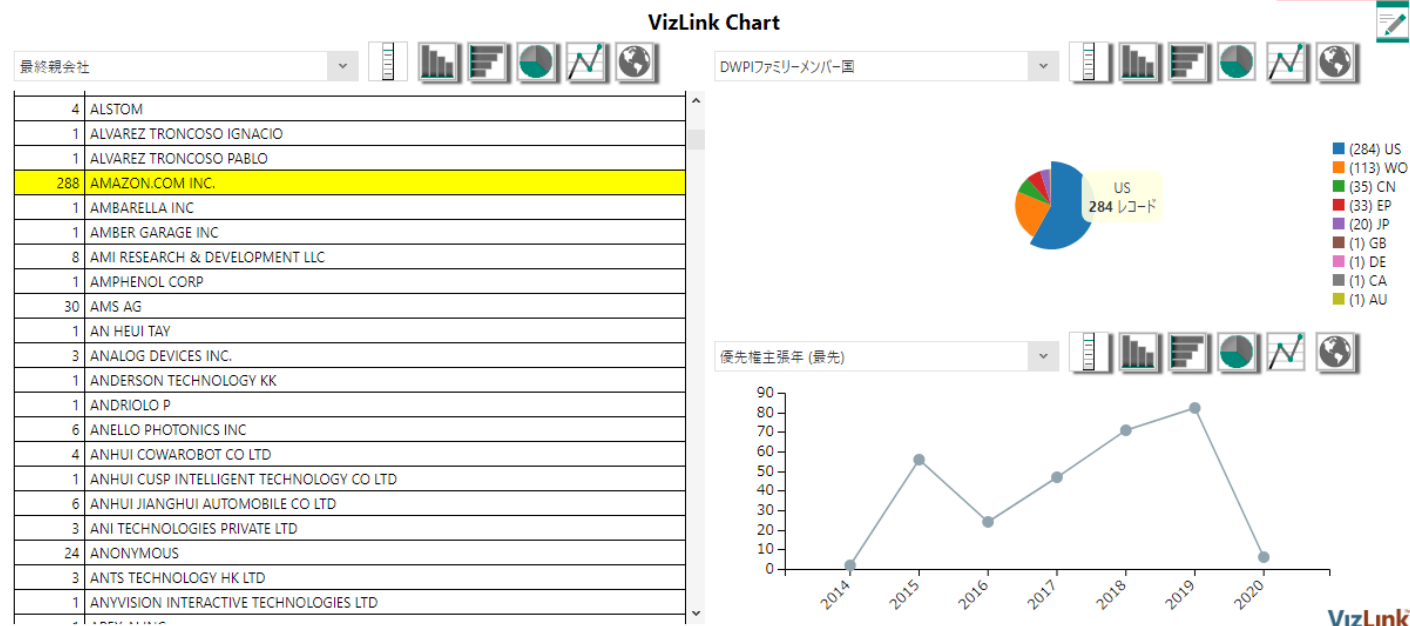 VizLink Chart
最終親会社
4 ALSTOM
1 ALVAREZ TRONCOSO IGNACIO
1 ALVAREZ TRONCOSO PABLO
288 AMAZON.COM INC.
1 AMBARELLA INC
1 AMBER GARAGE INC
8 AMI RESEARCH & DEVELOPMENT LLC
1 AMPHENOL CORP
30 AMS AG
1 AN HEUI TAY
3 ANALOG DEVICES INC.
1 ANDERSON TECHNOLOGY KK
1 ANDRIOLO P
6 ANELLO PHOTONICS INC
4 ANHUI COWAROBOT CO LTD
1 ANHUI CUSP INTELLIGENT TECHNOLOGY CO LTD
6 ANHUI JIANGHUI AUTOMOBILE CO LTD
3 ANI TECHNOLOGIES PRIVATE LTD
24 ANONYMOUS
3 ANTS TECHNOLOGY HK LTD
1 ANYVISION INTERACTIVE TECHNOLOGIES LTD
DWPIファミリーメンバー国
US
284 レコード
(284) US
(113) WO
(35) CN
(33) EP
(20) JP
(1) GB
(1) DE
(1) CA
(1) AU
優先権主張年 (最先)
90
80
70
60
50
40
30
20
10
0
2014 2015 2016 2017 2018 2019 2020
VizLink